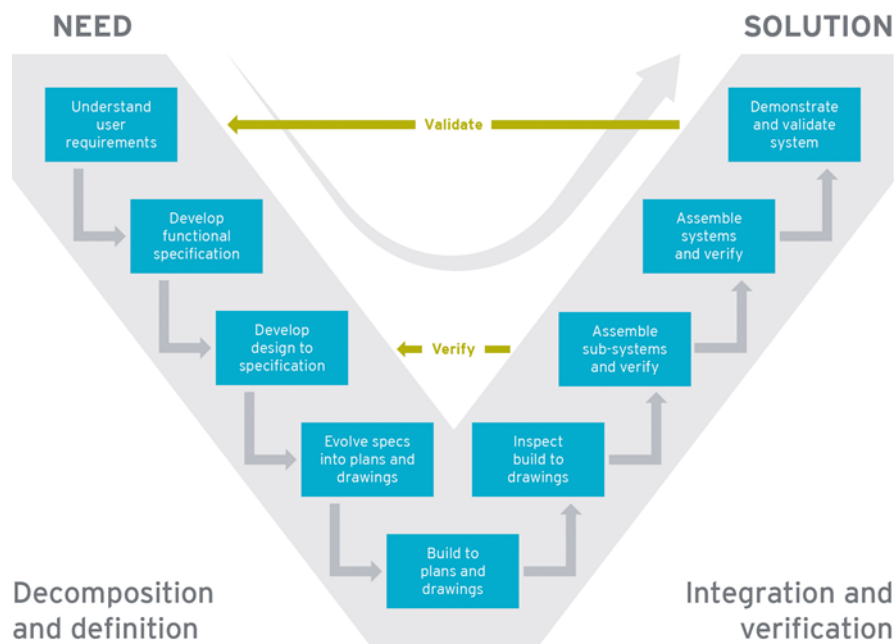 NEED
SOLUTION
Understand
user
requirements
Validate
Demonstrate
and validate
system
Develop
functional
specification
Assemble
systems
and verify
Develop
design to
specification
Verify
Assemble
sub-systems
and verify
Evolve specs
into plans and
drawings
Inspect
build to
drawings
Build to
plans and
drawings
Decomposition
and definition
Integration and
verification